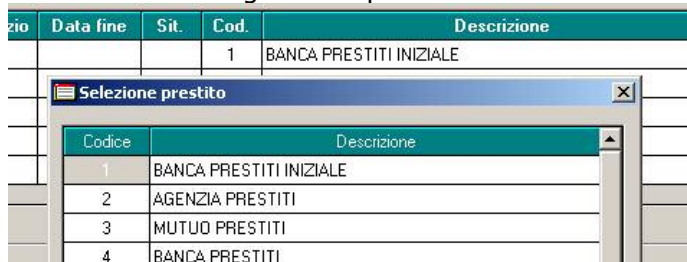 zio Data fine Sit. Cod. Descrizione
1 BANCA PRESTITI INIZIALE
Selezione prestito
Codice Descrizione
1 BANCA PRESTITI INIZIALE
2 AGENZIA PRESTITI
3 MUTUO PRESTITI
4 BANCA PRESTITI